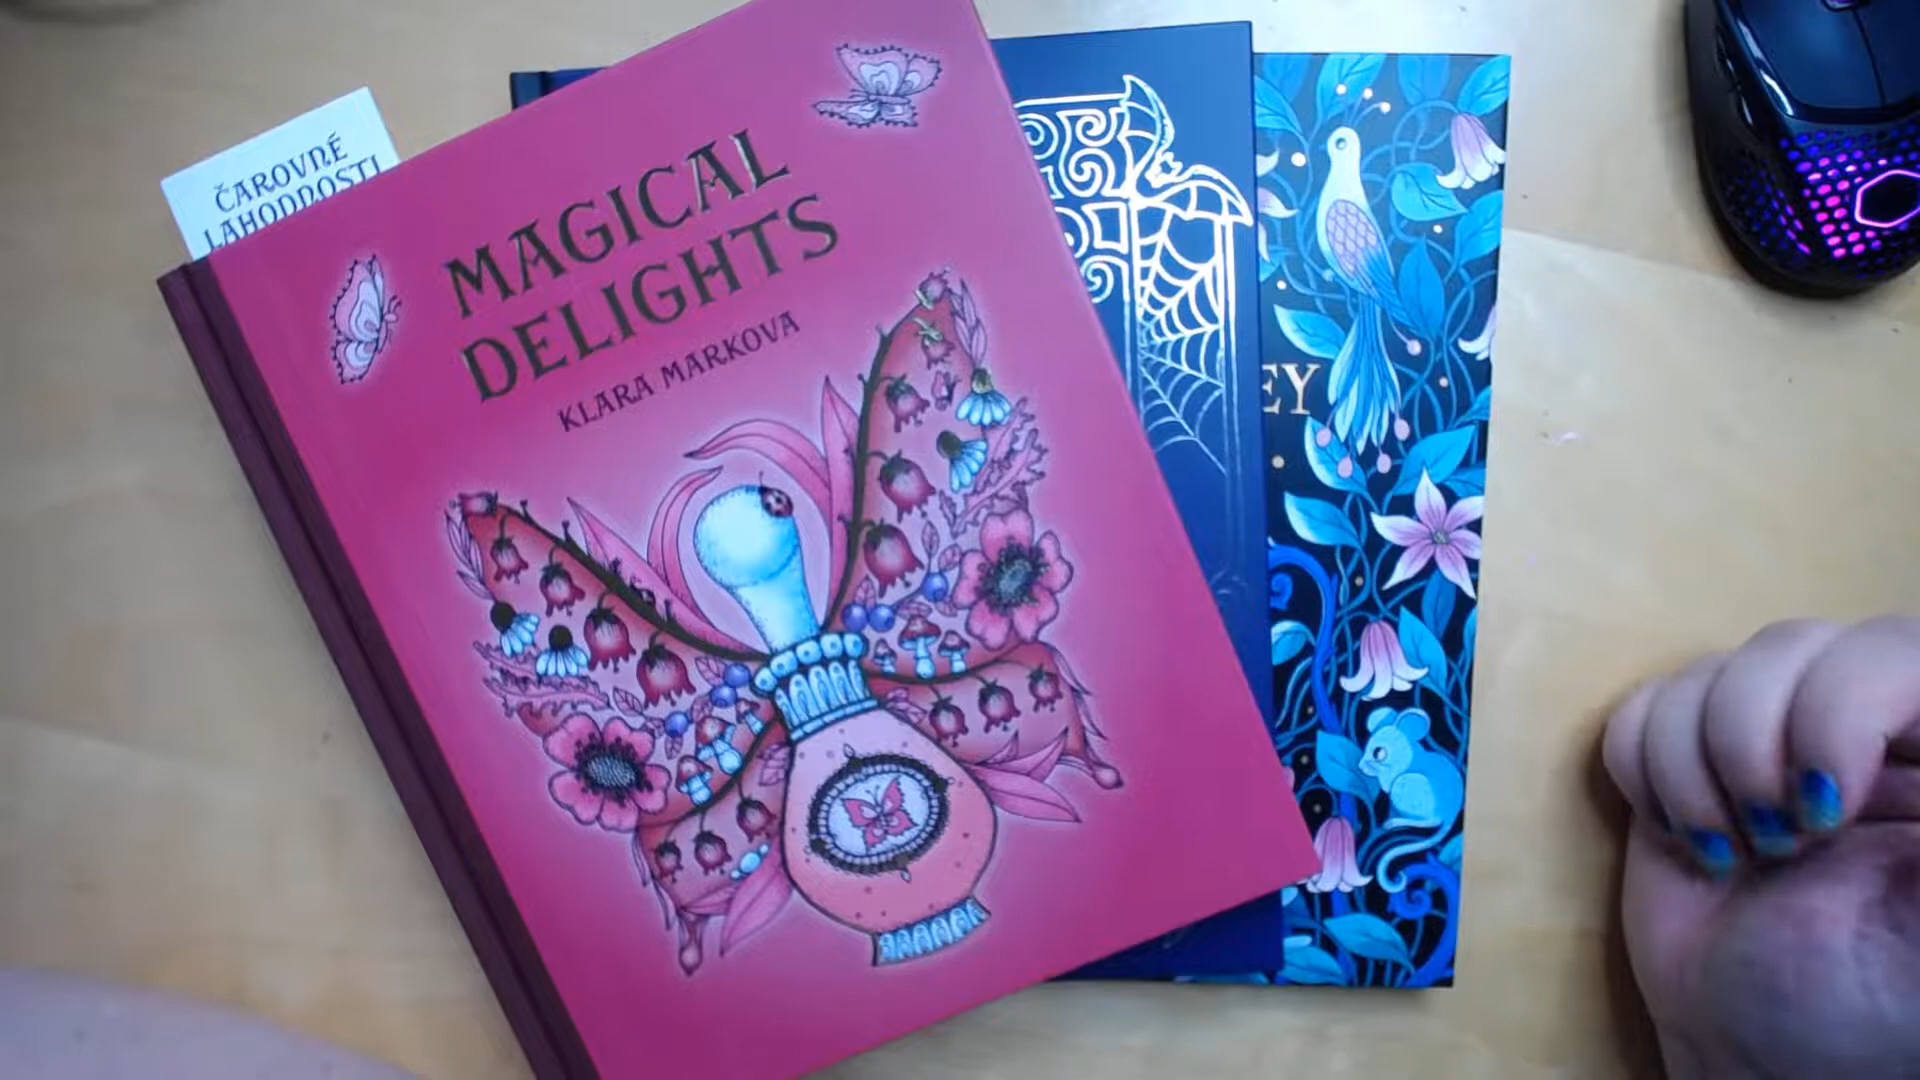 ČAROVNÉ
LAHODNOSTI
MAGICAL
DELIGHTS
KLARA MARKOVA
EY